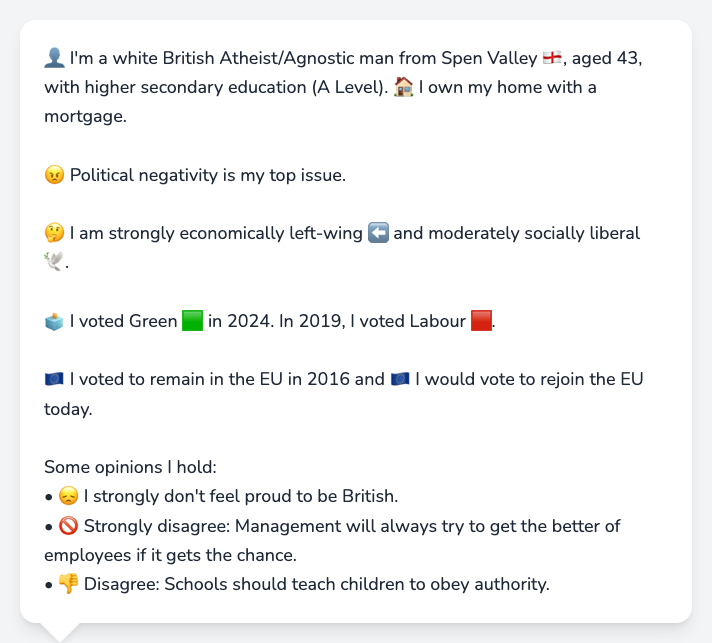 👤 I'm a white British Atheist/Agnostic man from Spen Valley 🏴󠁧󠁢󠁥󠁮󠁧󠁿, aged 43,
with higher secondary education (A Level). 🏠 I own my home with a
mortgage.
😠 Political negativity is my top issue.
🤔 I am strongly economically left-wing ⬅️ and moderately socially liberal
🕊️.
🗳️ I voted Green 🟩 in 2024. In 2019, I voted Labour 🟥.
🇪🇺 I voted to remain in the EU in 2016 and 🇪🇺 I would vote to rejoin the EU
today.
Some opinions I hold:
• 😞 I strongly don't feel proud to be British.
• 🚫 Strongly disagree: Management will always try to get the better of
employees if it gets the chance.
• 👎 Disagree: Schools should teach children to obey authority.